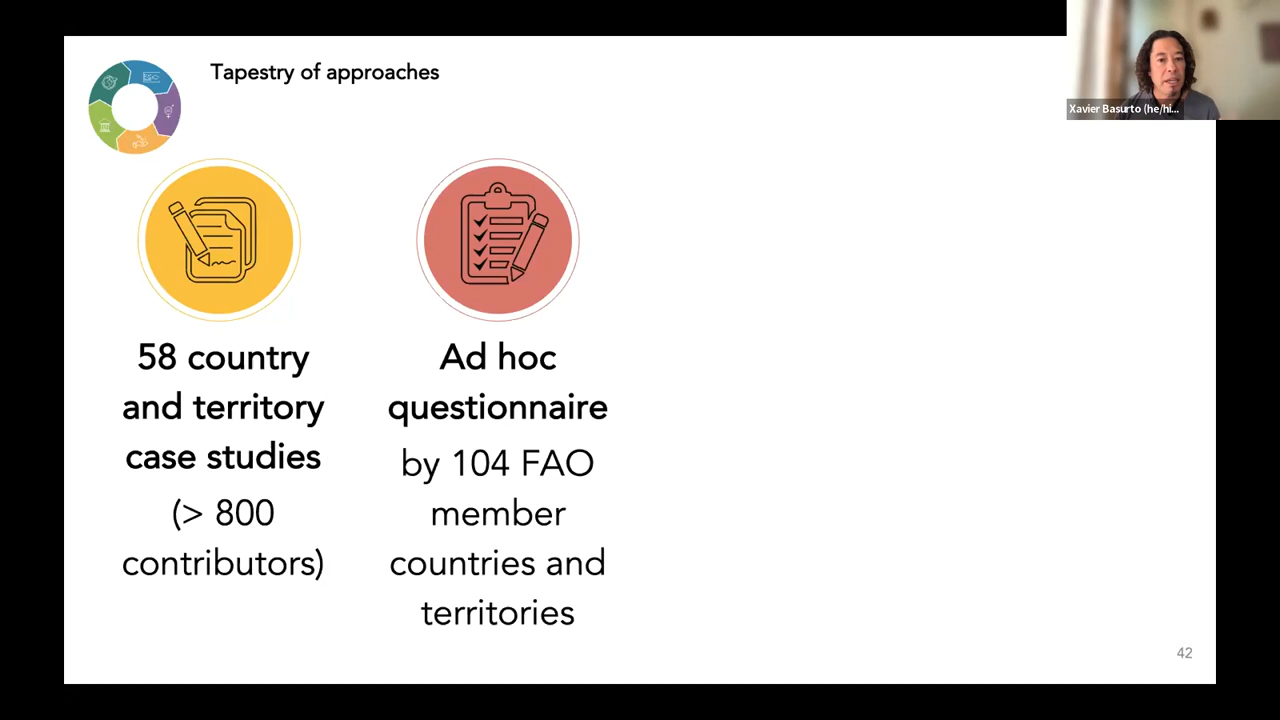 Tapestry of approaches
Xavier Basurto (he/hi...
58 country
and territory
case studies
(> 800
contributors)
Ad hoc
questionnaire
by 104 FAO
member
countries and
territories
42